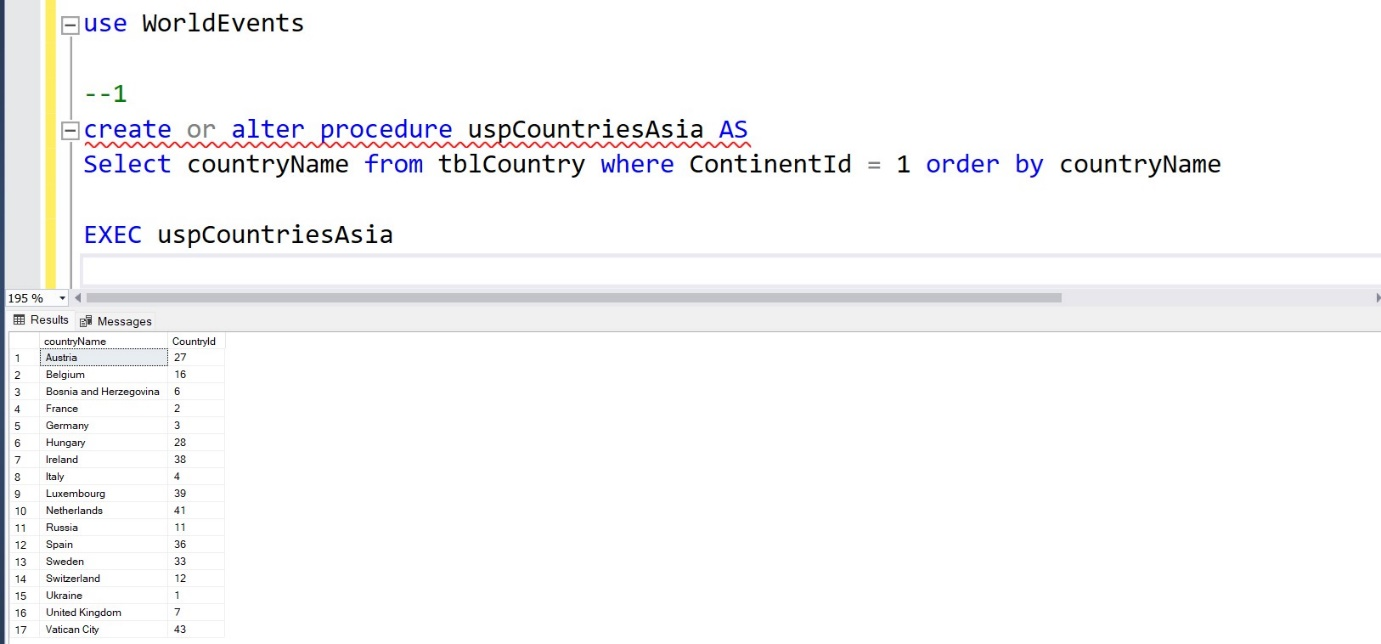 use WorldEvents
--1
create or alter procedure uspCountriesAsia AS
Select countryName from tblCountry where ContinentId = 1 order by countryName
EXEC uspCountriesAsia
195 %
Results Messages
countryName CountryId
1 Austria 27
2 Belgium 16
3 Bosnia and Herzegovina 6
4 France 2
5 Germany 3
6 Hungary 28
7 Ireland 38
8 Italy 4
9 Luxembourg 39
10 Netherlands 41
11 Russia 11
12 Spain 36
13 Sweden 33
14 Switzerland 12
15 Ukraine 1
16 United Kingdom 7
17 Vatican City 43